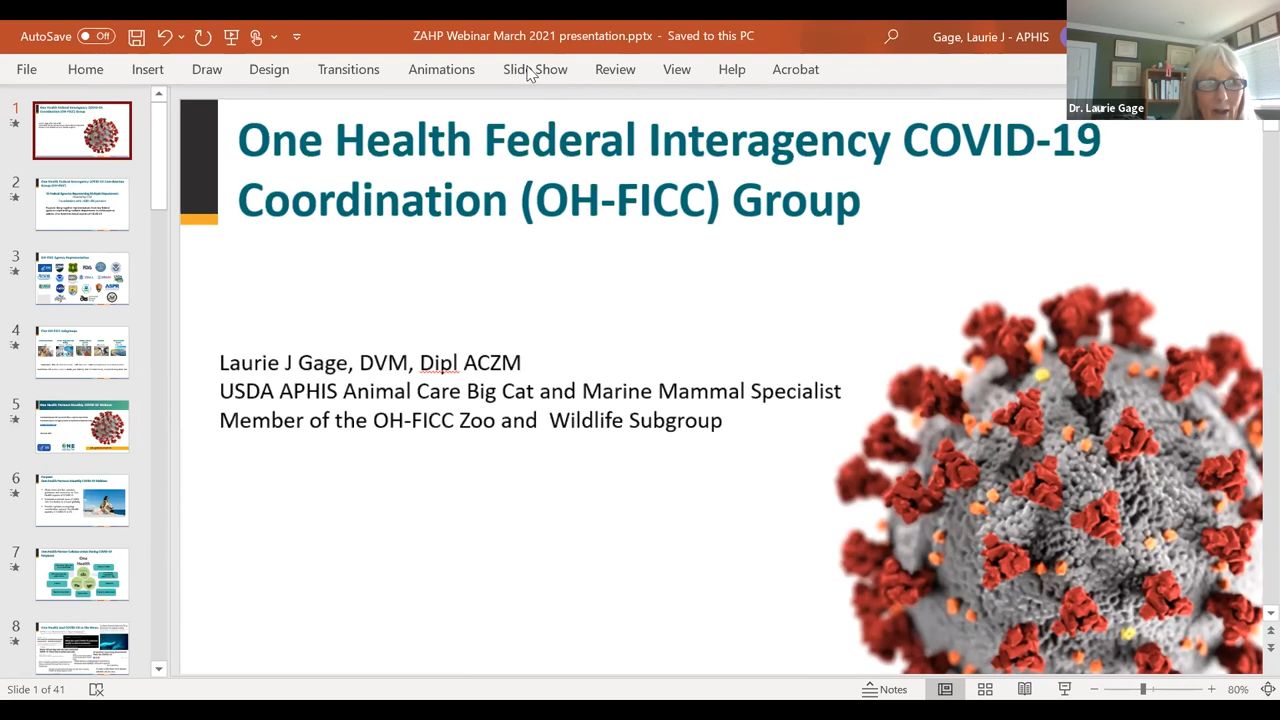 AutoSave Off
ZAHP Webinar March 2021 presentation.pptx - Saved to this PC
Gage, Laurie J - APHIS
Dr. Laurie Gage
File Home Insert Draw Design Transitions Animations Slide Show Review View Help Acrobat
One Health Federal Interagency COVID-19
Coordination (OH-FICC) Group
Laurie J Gage, DVM, Dipl ACZM
USDA APHIS Animal Care Big Cat and Marine Mammal Specialist
Member of the OH-FICC Zoo and Wildlife Subgroup
1
2
3
4
7
8
Slide 1 of 41
Notes
80%